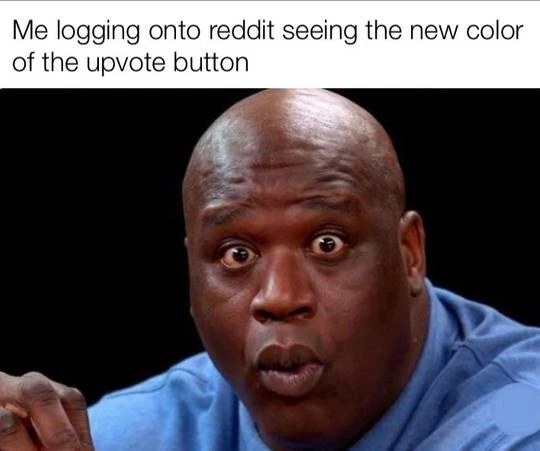 Me logging onto reddit seeing the new color
of the upvote button